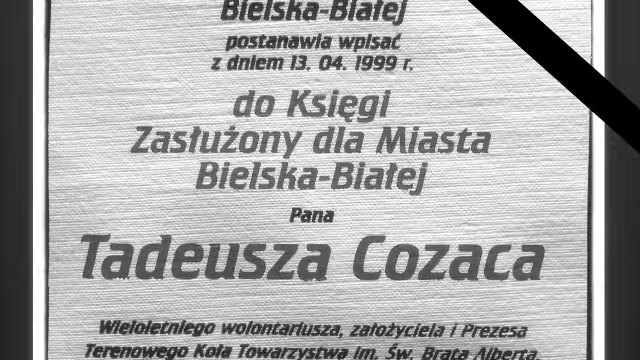 Bielska-Białej
postanawia wpisać
z dniem 13. 04. 1999 r.
do Księgi
Zasłużony dla Miasta
Bielska-Białej
Pana
Tadeusza Cozaca
Wieloletniego wolontariusza, założyciela i Prezesa
Terenowego Koła Towarzystwa im. Św. Brata Alberta,